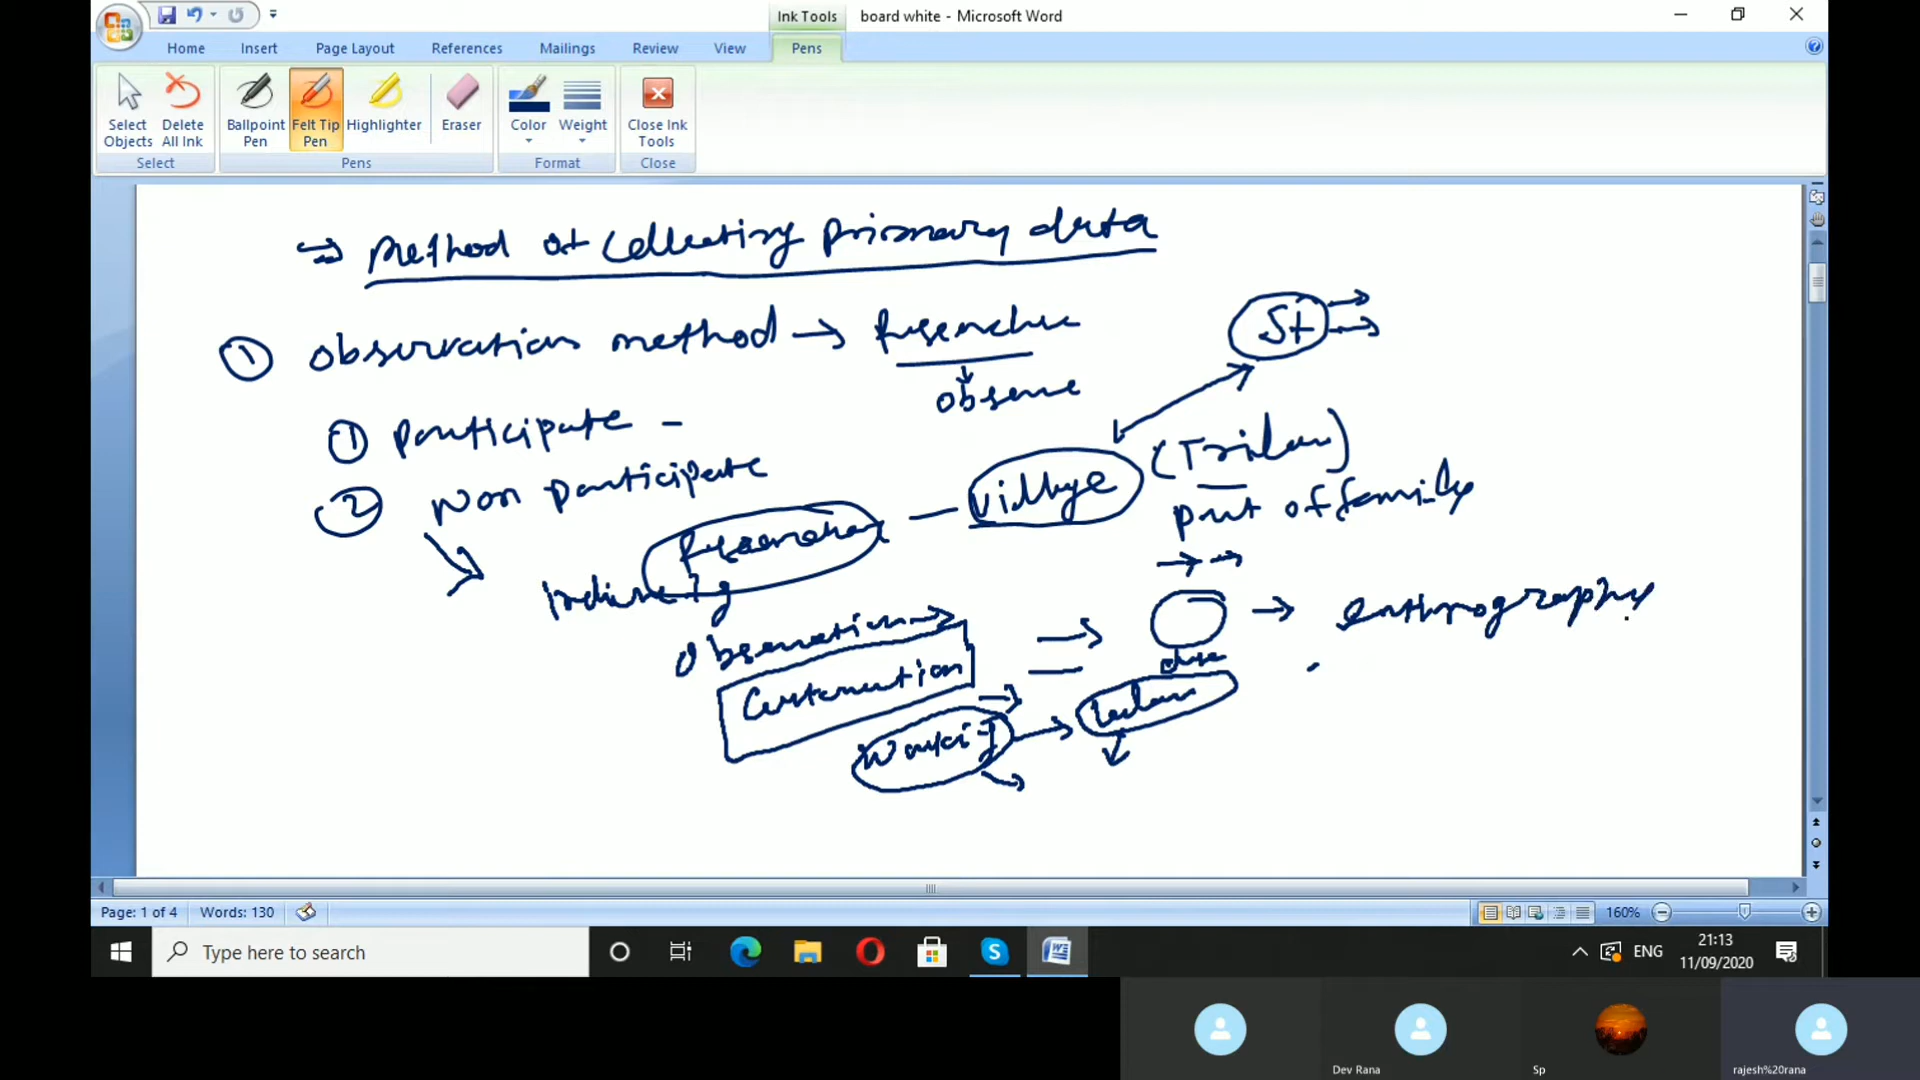 Ink Tools
board white - Microsoft Word
Home Insert Page Layout References Mailings Review View Pens
Select Objects
Delete All Ink
Ballpoint Pen
Felt Tip Pen
Highlighter
Eraser
Color
Weight
Close Ink Tools
Select
Pens
Format
Close
Method of Collecting primary data
① observation method → Researcher
St
observe
① participate -
② Non participate
Village
part of family
Researcher
observation
working
Page: 1 of 4
Words: 130
160%
Type here to search
ENG
21:13
11/09/2020
Dev Rana
Sp
rajesh%20rana